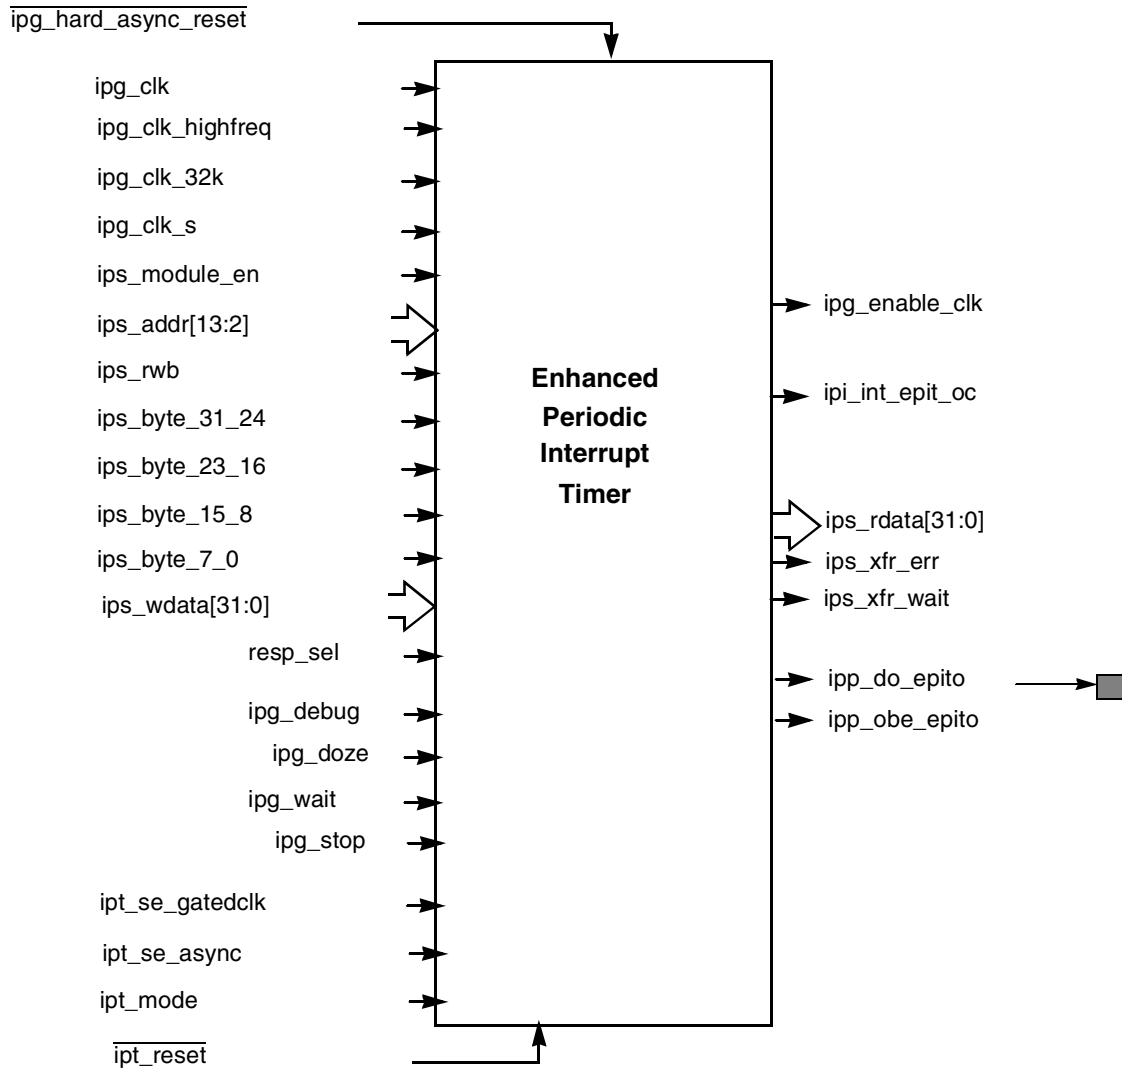 ipg_hard_async_reset
ipg_clk
ipg_clk_highfreq
ipg_clk_32k
ipg_clk_s
ips_module_en
ips_addr[13:2]
ips_rwb
ips_byte_31_24
ips_byte_23_16
ips_byte_15_8
ips_byte_7_0
ips_wdata[31:0]
resp_sel
ipg_debug
ipg_doze
ipg_wait
ipg_stop
ipt_se_gatedclk
ipt_se_async
ipt_mode
ipt_reset
Enhanced
Periodic
Interrupt
Timer
ipg_enable_clk
ipi_int_epit_oc
ips_rdata[31:0]
ips_xfr_err
ips_xfr_wait
ipp_do_epito
ipp_obe_epito